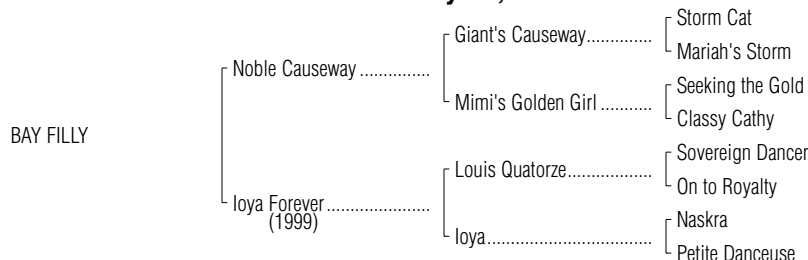 Storm Cat
Giant's Causeway..............
Mariah's Storm
Noble Causeway ...............
Seeking the Gold
Mimi's Golden Girl ...........
Classy Cathy
BAY FILLY
Sovereign Dancer
Louis Quatorze..................
On to Royalty
Ioya Forever ......................
(1999)
Naskra
Ioya...................................
Petite Danceuse